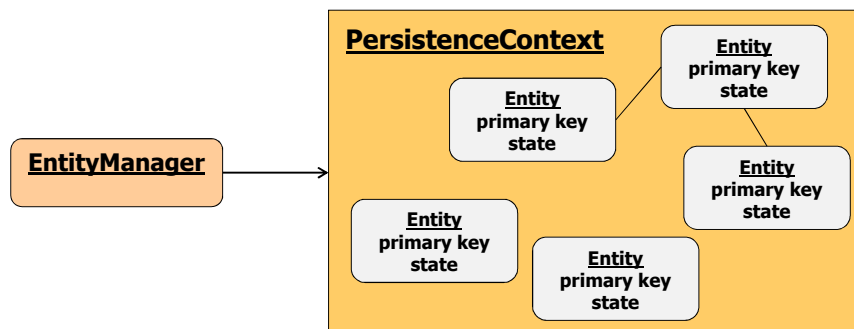 PersistenceContext
Entity
primary key
state
Entity
primary key
state
EntityManager
Entity
primary key
state
Entity
primary key
state
Entity
primary key
state